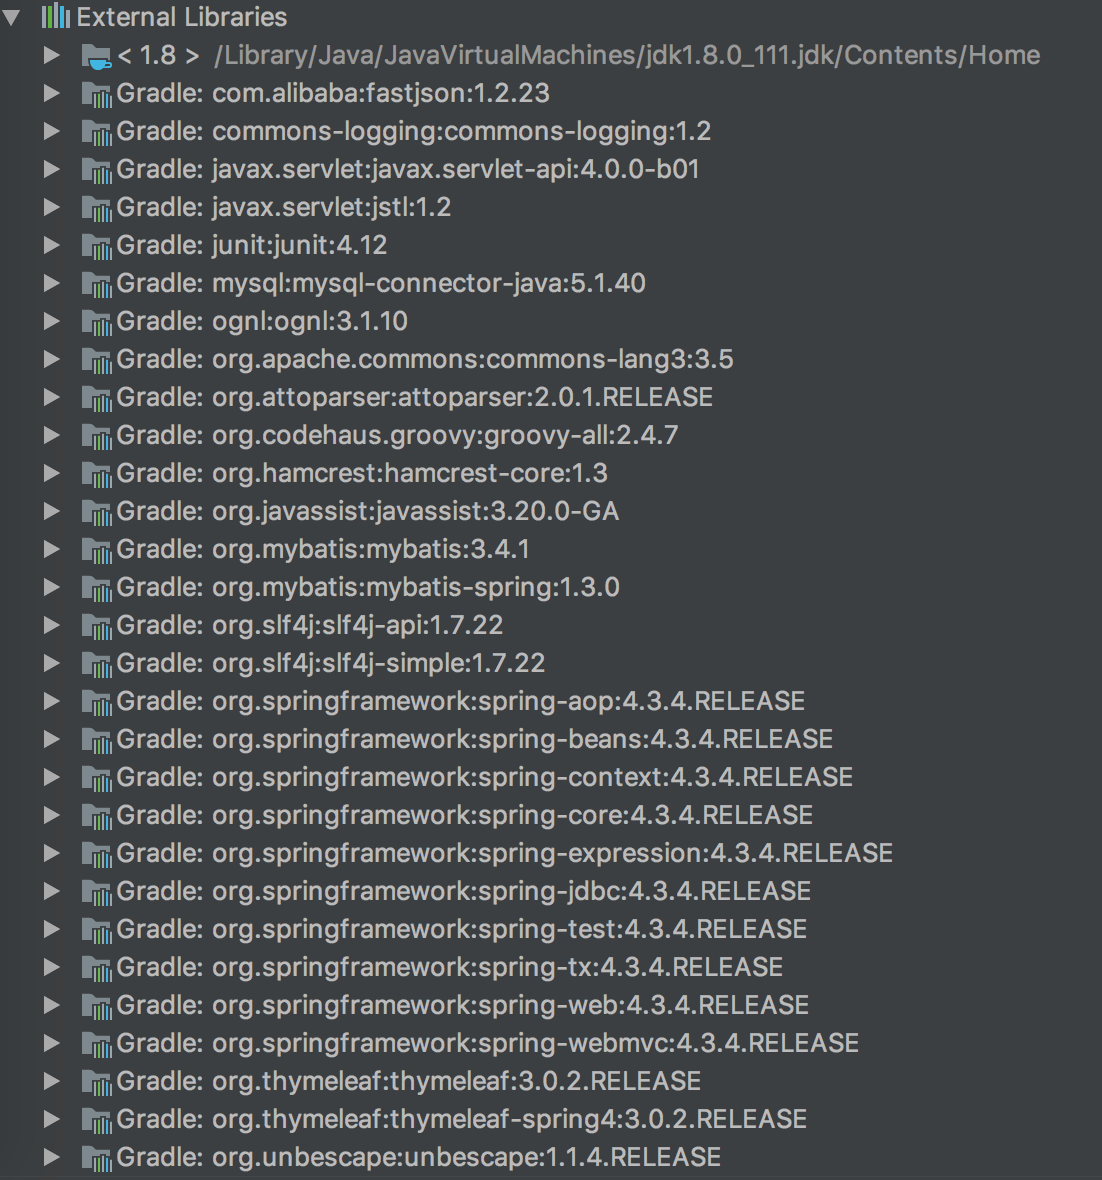 External Libraries
< 1.8 > /Library/Java/JavaVirtualMachines/jdk1.8.0_111.jdk/Contents/Home
Gradle: com.alibaba:fastjson:1.2.23
Gradle: commons-logging:commons-logging:1.2
Gradle: javax.servlet:javax.servlet-api:4.0.0-b01
Gradle: javax.servlet:jstl:1.2
Gradle: junit:junit:4.12
Gradle: mysql:mysql-connector-java:5.1.40
Gradle: ognl:ognl:3.1.10
Gradle: org.apache.commons:commons-lang3:3.5
Gradle: org.attoparser:attoparser:2.0.1.RELEASE
Gradle: org.codehaus.groovy:groovy-all:2.4.7
Gradle: org.hamcrest:hamcrest-core:1.3
Gradle: org.javassist:javassist:3.20.0-GA
Gradle: org.mybatis:mybatis:3.4.1
Gradle: org.mybatis:mybatis-spring:1.3.0
Gradle: org.slf4j:slf4j-api:1.7.22
Gradle: org.slf4j:slf4j-simple:1.7.22
Gradle: org.springframework:spring-aop:4.3.4.RELEASE
Gradle: org.springframework:spring-beans:4.3.4.RELEASE
Gradle: org.springframework:spring-context:4.3.4.RELEASE
Gradle: org.springframework:spring-core:4.3.4.RELEASE
Gradle: org.springframework:spring-expression:4.3.4.RELEASE
Gradle: org.springframework:spring-jdbc:4.3.4.RELEASE
Gradle: org.springframework:spring-test:4.3.4.RELEASE
Gradle: org.springframework:spring-tx:4.3.4.RELEASE
Gradle: org.springframework:spring-web:4.3.4.RELEASE
Gradle: org.springframework:spring-webmvc:4.3.4.RELEASE
Gradle: org.thymeleaf:thymeleaf:3.0.2.RELEASE
Gradle: org.thymeleaf:thymeleaf-spring4:3.0.2.RELEASE
Gradle: org.unbescape:unbescape:1.1.4.RELEASE